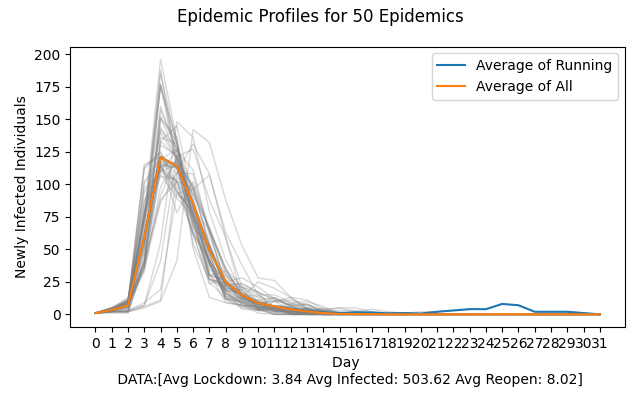 Epidemic Profiles for 50 Epidemics
200
175
150
125
100
75
50
25
0
Newly Infected Individuals
Average of Running
Average of All
0 1 2 3 4 5 6 7 8 9 10 11 12 13 14 15 16 17 18 19 20 21 22 23 24 25 26 27 28 29 30 31
Day
DATA:[Avg Lockdown: 3.84 Avg Infected: 503.62 Avg Reopen: 8.02]